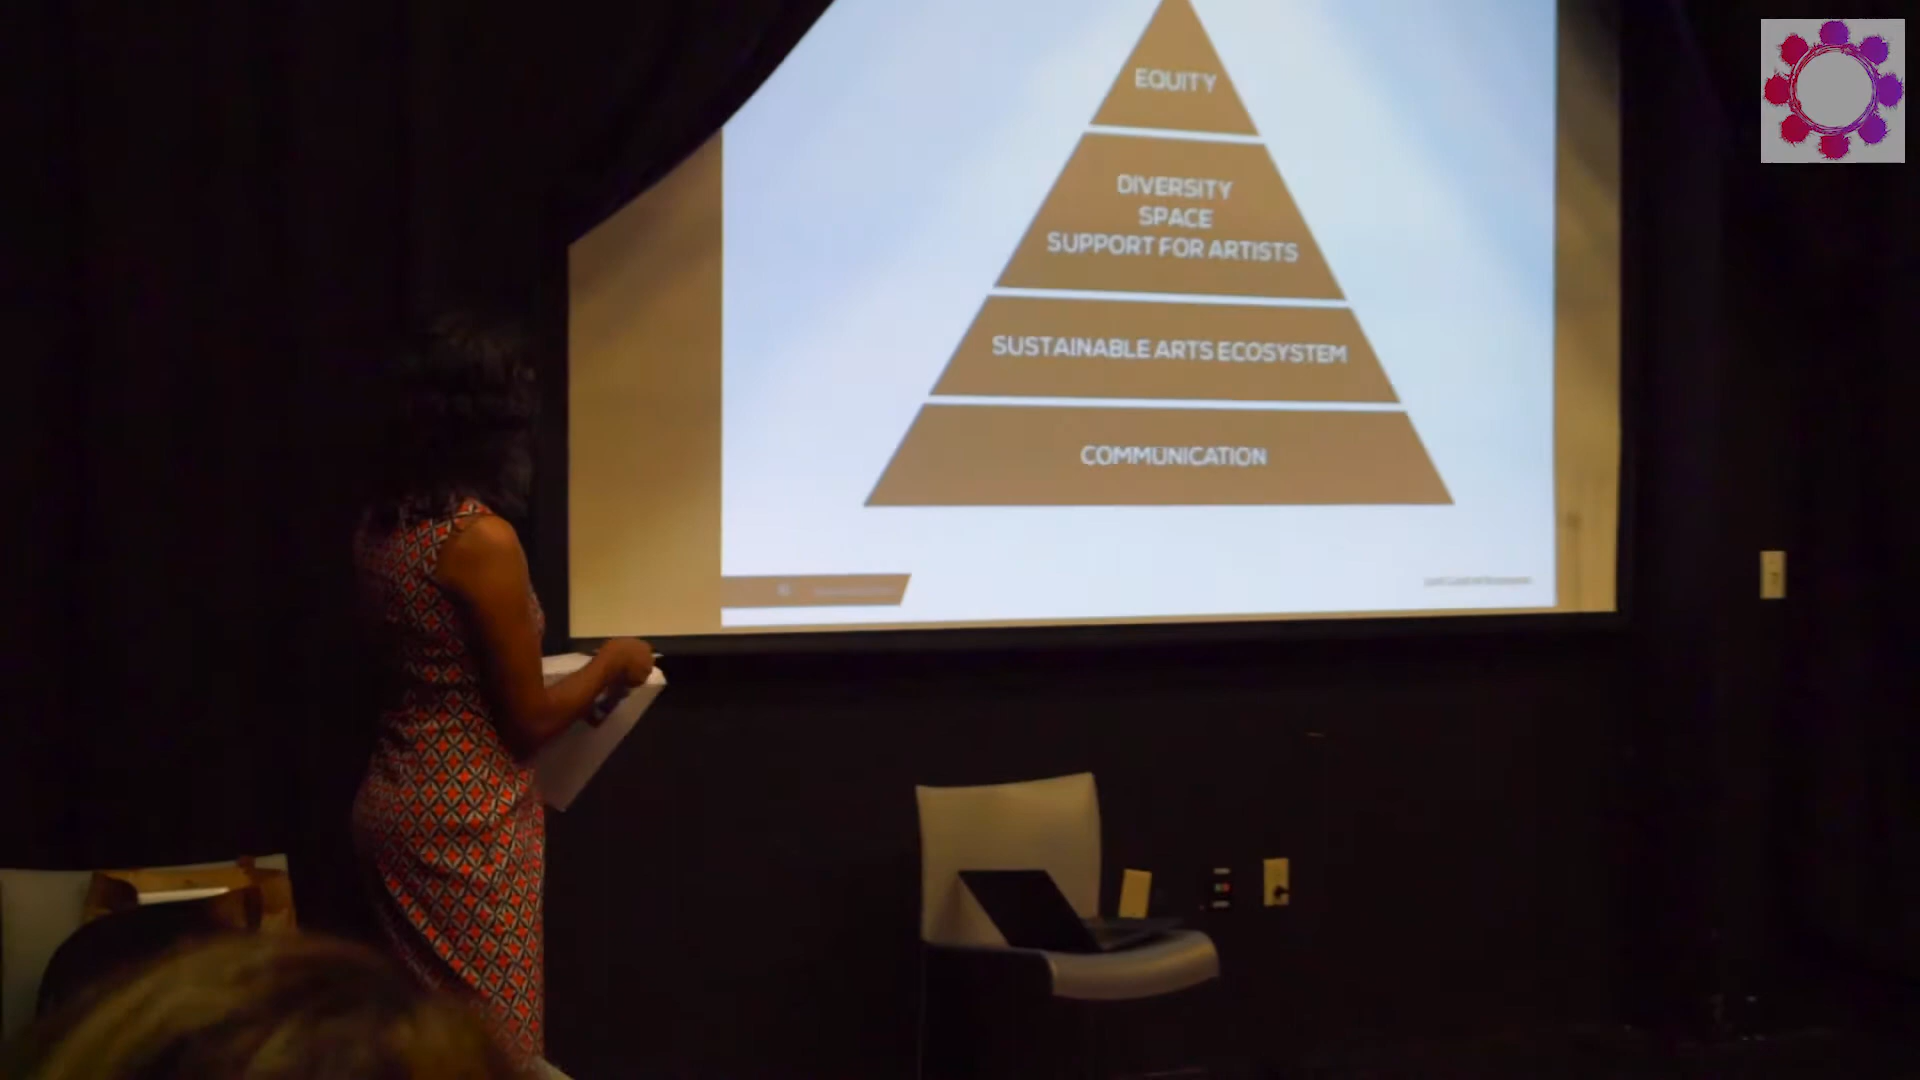 EQUITY
DIVERSITY
SPACE
SUPPORT FOR ARTISTS
SUSTAINABLE ARTS ECOSYSTEM
COMMUNICATION